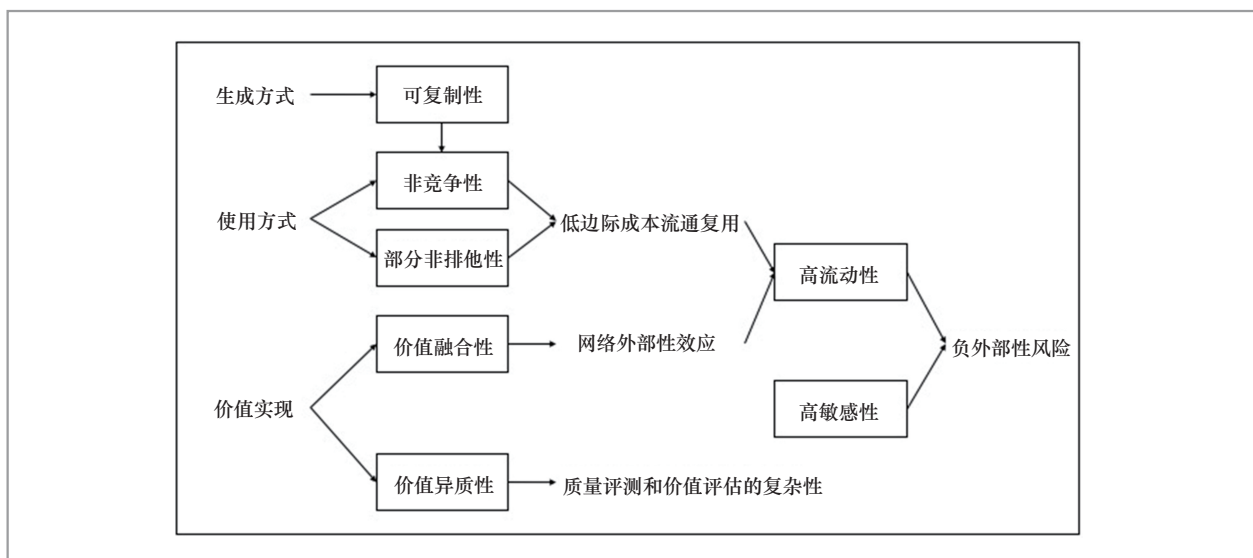 生成方式
可复制性
非竞争性
使用方式
低边际成本流通复用
部分非排他性
高流动性
价值融合性
网络外部性效应
负外部性风险
价值实现
高敏感性
价值异质性
质量评测和价值评估的复杂性